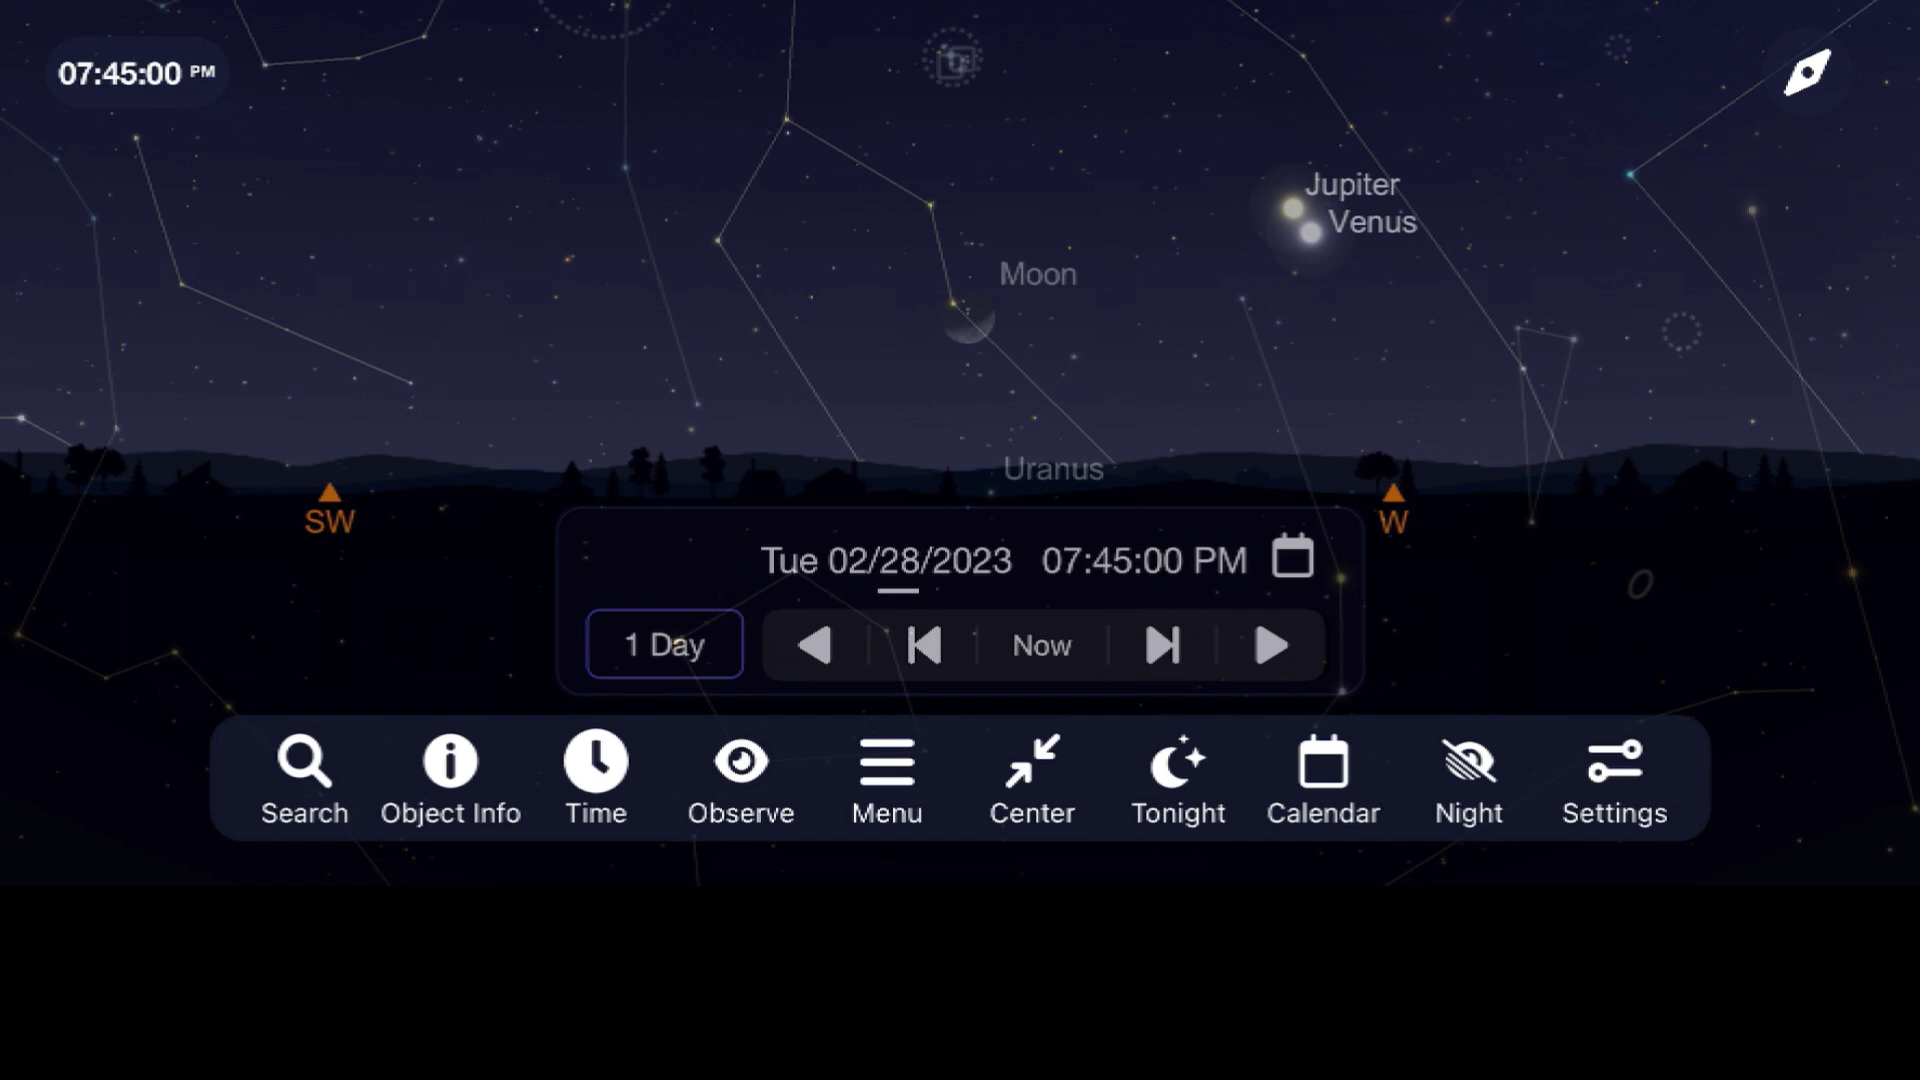 07:45:00 PM
Jupiter
Venus
Moon
Uranus
SW
W
Tue 02/28/2023 07:45:00 PM
1 Day
Now
Search
Object Info
Time
Observe
Menu
Center
Tonight
Calendar
Night
Settings